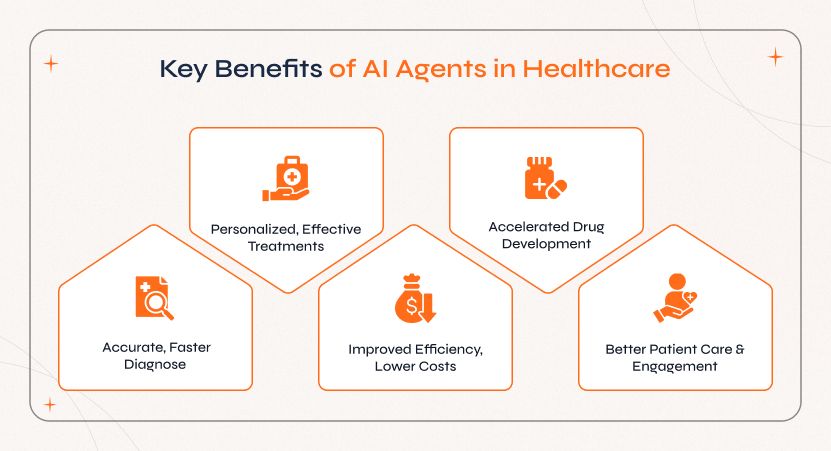 Key Benefits of AI Agents in Healthcare
Personalized, Effective
Treatments
Accelerated Drug
Development
Accurate, Faster
Diagnose
$
Improved Efficiency,
Lower Costs
Better Patient Care &
Engagement